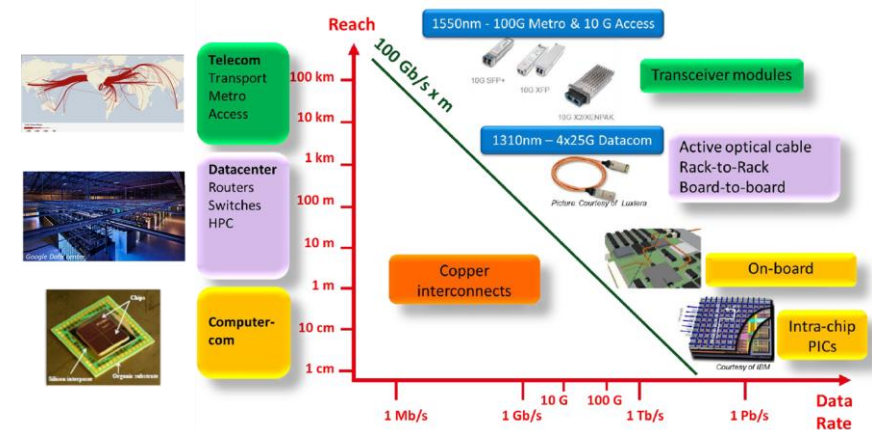 Reach
1550nm - 100G Metro & 10 G Access
100 Gb/s x m
Telecom
Transport
Metro
Access
100 km
10 km
1 km
100 m
10 m
1 m
10 cm
1 cm
10G SFP+
10G XFP
10G X2/XENPAK
Transceiver modules
1310nm – 4x25G Datacom
Picture: Courtesy of Luxtera
Active optical cable
Rack-to-Rack
Board-to-board
Datacenter
Routers
Switches
HPC
Google Data center
Copper
interconnects
On-board
Chips
Silicon interposer
Organic substrate
Computer-
com
Intra-chip
PICs
Courtesy of IBM
1 Mb/s
1 Gb/s
10 G
100 G
1 Tb/s
1 Pb/s
Data
Rate